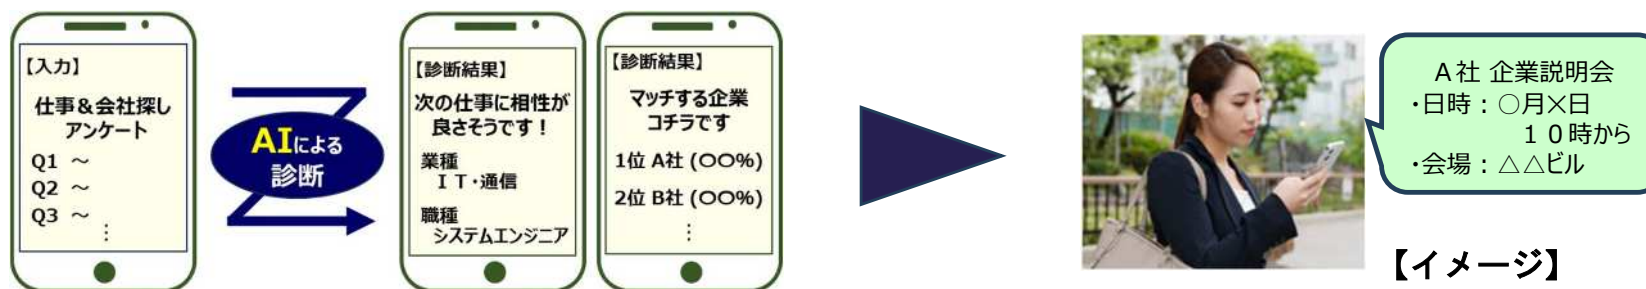 【入力】
仕事＆会社探し
アンケート
Q1 ～
Q2 ～
Q3 ～
⋮
AIによる
診断
【診断結果】
次の仕事に相性が
良さそうです！
業種
ＩＴ・通信
職種
システムエンジニア
【診断結果】
マッチする企業
コチラです
1位 A社 (〇〇%)
2位 B社 (〇〇%)
⋮
Ａ社 企業説明会
・日時：○月×日
１０時から
・会場：△△ビル
【イメージ】